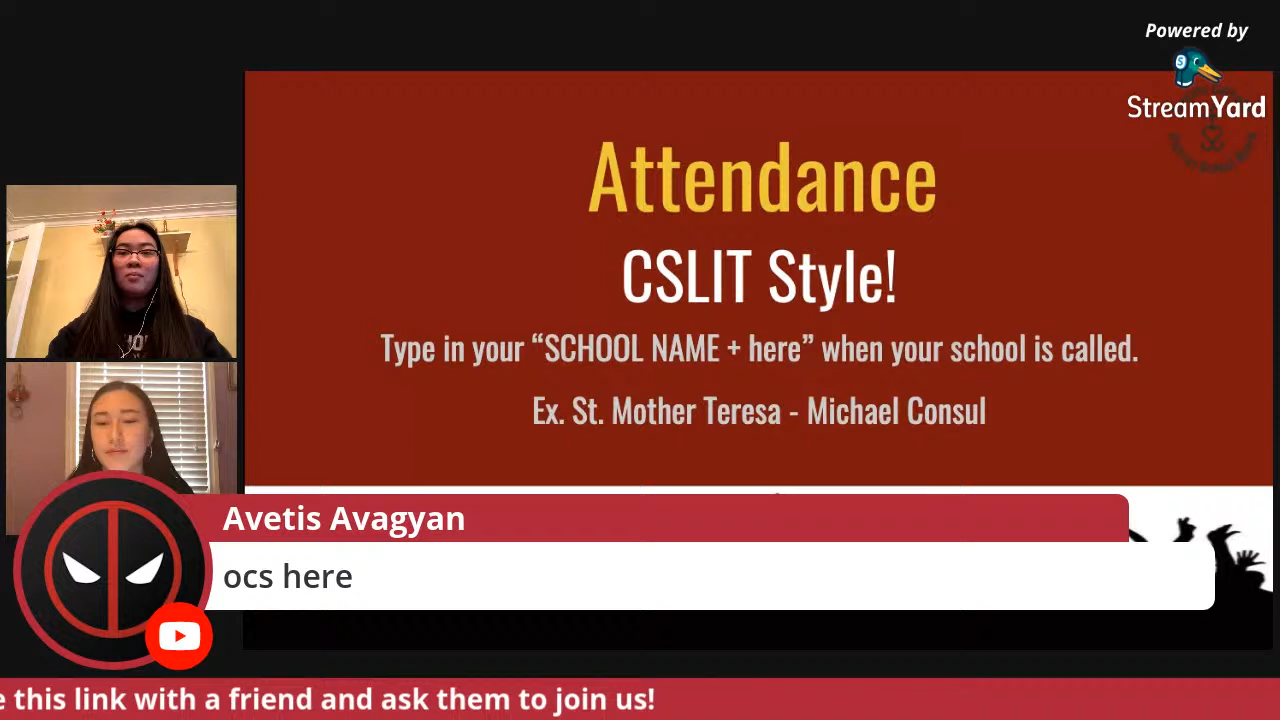 Powered by
StreamYard
Attendance
CSLIT Style!
Type in your “SCHOOL NAME + here” when your school is called.
Ex. St. Mother Teresa - Michael Consul
Avetis Avagyan
ocs here
this link with a friend and ask them to join us!